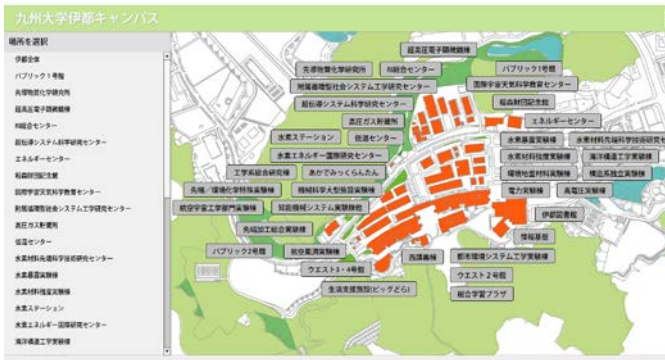 九州大学伊都キャンパス
場所を選択
伊都全体
パブリック1号館
先導物質化学研究所
超高圧電子顕微鏡棟
RI総合センター
超伝導システム科学研究センター
エネルギーセンター
稲盛財団記念館
国際宇宙天気科学教育センター
附属循環型社会システム工学研究センター
高圧ガス貯蔵所
低温センター
水素材料先端科学技術研究センター
水素暴露実験棟
水素材料強度実験棟
水素ステーション
水素エネルギー国際研究センター
海洋構造工学実験棟
超高圧電子顕微鏡棟
先導物質化学研究所
RI総合センター
パブリック1号館
附属循環型社会システム工学研究センター
国際宇宙天気科学教育センター
超伝導システム科学研究センター
稲盛財団記念館
高圧ガス貯蔵所
エネルギーセンター
水素ステーション
低温センター
水素暴露実験棟
水素材料先端科学技術研究セ
水素エネルギー国際研究センター
水素材料強度実験棟
海洋構造工学実験棟
工学系総合研究棟
あかでみっくらんたん
環境地盤材料実験棟
構造系独立実験棟
先端/環境化学特殊実験棟
機械科学大型施設実験棟
電力実験棟
高電圧実験棟
航空宇宙工学部門実験棟
知能機械システム実験棟他
伊都図書館
先端加工総合実験棟
情報基盤
パブリック2号館
航空風洞実験棟
西講義棟
都市環境システム工学実験棟
ウエスト3・4号館
ウエスト2号館
生活支援施設(ビッグどら)
総合学習プラザ